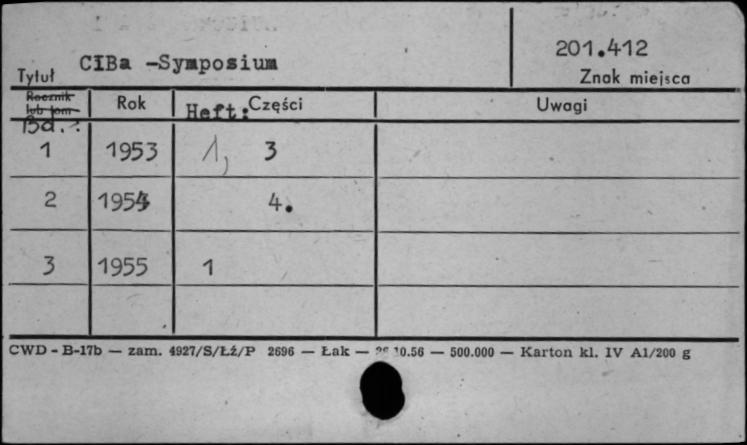 201.412
CIBa -Symposium
Tytuł
Znak miejsca
Rocznik
lub tom
Rok
Heft:
Części
Uwagi
Bd.:
1 1953 1, 3
2 1954 4.
3 1955 1
CWD - B-17b — zam. 4927/S/Łź/P 2696 — Łak — 10.56 — 500.000 — Karton kl. IV A1/200 g